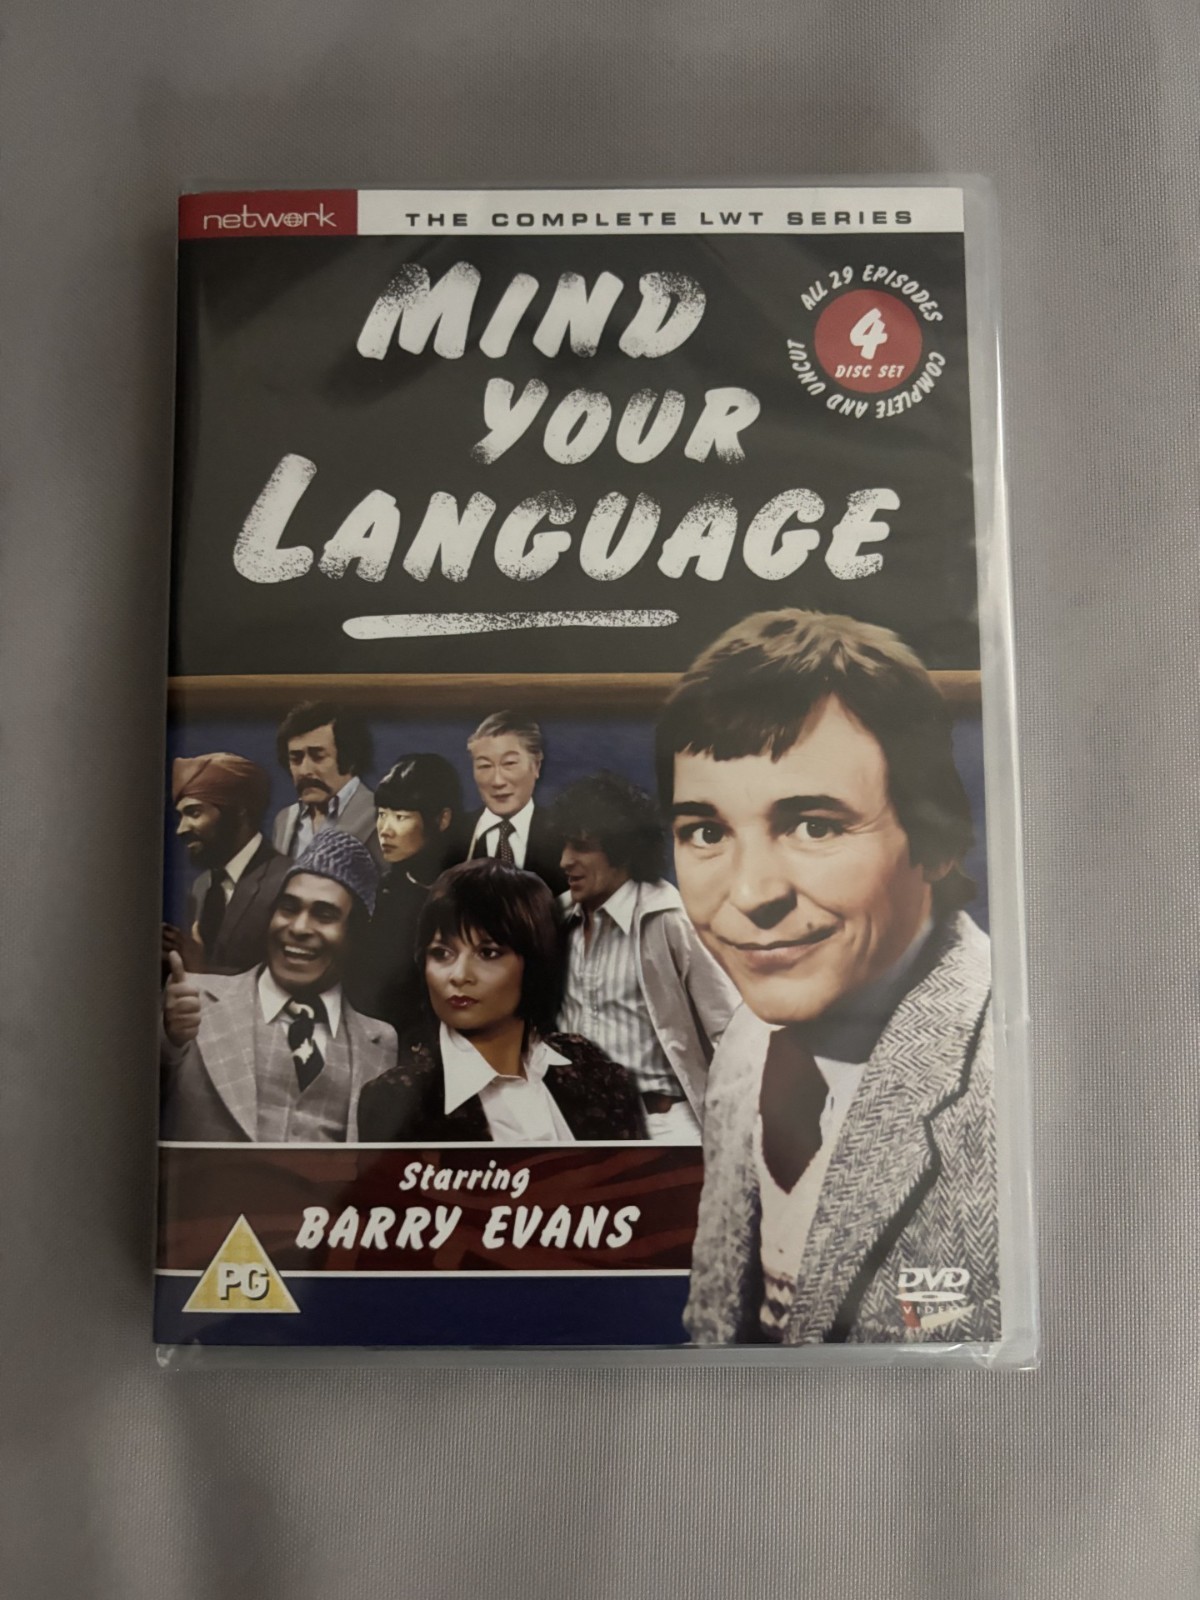 network
THE COMPLETE LWT SERIES
MIND
YOUR
LANGUAGE
ALL 29 EPISODES
COMPLETE AND UNCUT
4
DISC SET
Starring
BARRY EVANS
PG
DVD
VIDEO